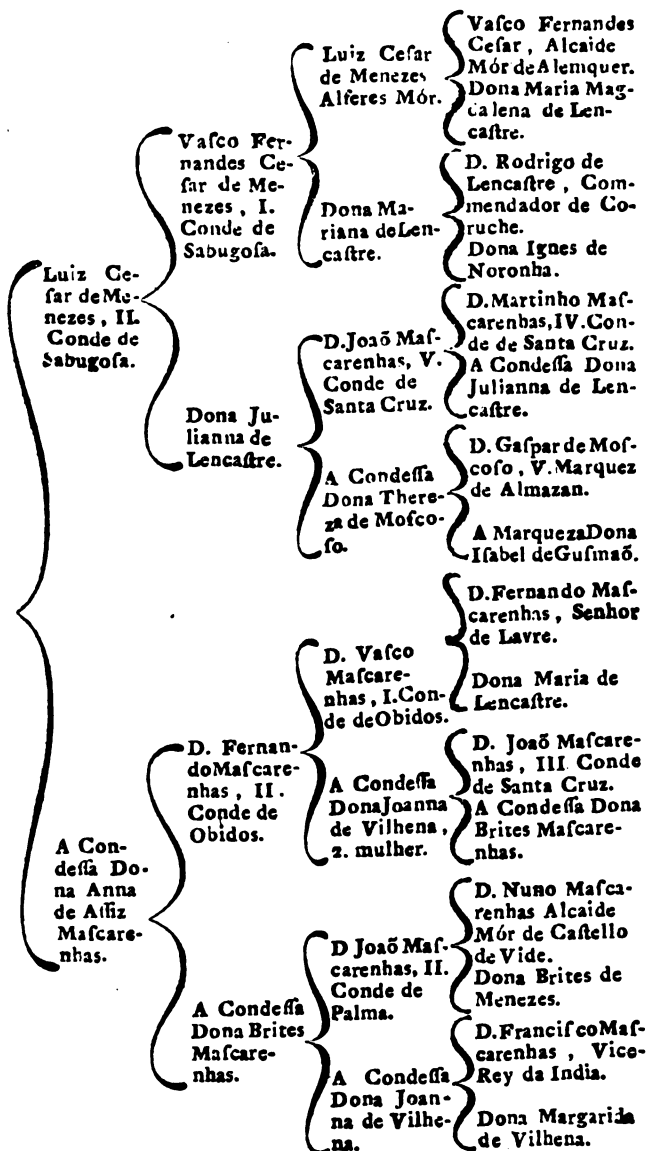 Luiz Ceſar
de Menezes
Alferes Mór.
Vaſco Fernandes
Ceſar, Alcaide
Mór de Alemquer.
Dona Maria Mag-
dalena de Len-
caſtre.
Vaſco Fer-
nandes Ce-
ſar de Me-
nezes, I.
Conde de
Sabugoſa.
Dona Ma-
riana de Len-
caſtre.
D. Rodrigo de
Lencaſtre, Com-
mendador de Co-
ruche.
Dona Ignes de
Noronha.
Luiz Ce-
ſar de Me-
nezes, II.
Conde de
Sabugoſa.
D. Joaõ Maſ-
carenhas, V.
Conde de
Santa Cruz.
D. Martinho Maſ-
carenhas, IV. Con-
de de Santa Cruz.
A Condeſſa Dona
Julianna de Len-
caſtre.
Dona Ju-
lianna de
Lencaſtre.
A Condeſſa
Dona There-
za de Moſco-
ſo.
D. Gaſpar de Moſ-
coſo, V. Marquez
de Almazan.
A Marqueza Dona
Iſabel de Guſmaõ.
D. Vaſco
Maſcare-
nhas, I. Con-
de de Obidos.
D. Fernando Maſ-
carenhas, Senhor
de Lavre.
Dona Maria de
Lencaſtre.
D. Fernan-
do Maſcare-
nhas, II.
Conde de
Obidos.
A Condeſſa
Dona Joanna
de Vilhena,
2. mulher.
D. Joaõ Maſcare-
nhas, III Conde
de Santa Cruz.
A Condeſſa Dona
Brites Maſcare-
nhas.
A Con-
deſſa Do-
na Anna
de Aſſiz
Maſcare-
nhas.
D Joaõ Maſ-
carenhas, II.
Conde de
Palma.
D. Nuno Maſca-
renhas Alcaide
Mór de Caſtello
de Vide.
Dona Brites de
Menezes.
A Condeſſa
Dona Brites
Maſcare-
nhas.
A Condeſſa
Dona Joan-
na de Vilhe-
na.
D. Franciſco Maſ-
carenhas, Vice-
Rey da India.
Dona Margarida
de Vilhena.